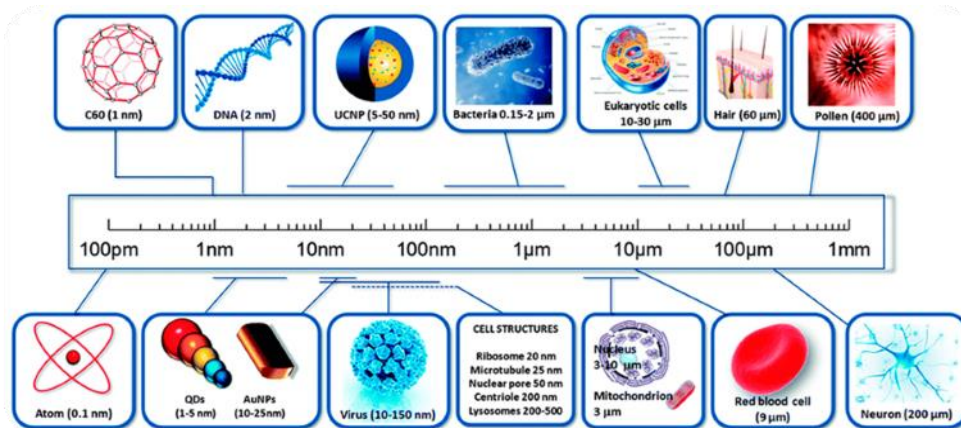 C60 (1 nm)
DNA (2 nm)
UCNP (5-50 nm)
Bacteria 0.15-2 μm
Eukaryotic cells
10-30 μm
Hair (60 μm)
Pollen (400 μm)
100pm 1nm 10nm 100nm 1μm 10μm 100μm 1mm
Atom (0.1 nm)
QDs
(1-5 nm)
AuNPs
(10-25nm)
Virus (10-150 nm)
CELL STRUCTURES
Ribosome 20 nm
Microtubule 25 nm
Nuclear pore 50 nm
Centriole 200 nm
Lysosomes 200-500
Nucleus
3-10 μm
Mitochondrion
3 μm
Red blood cell
(9 μm)
Neuron (200 μm)